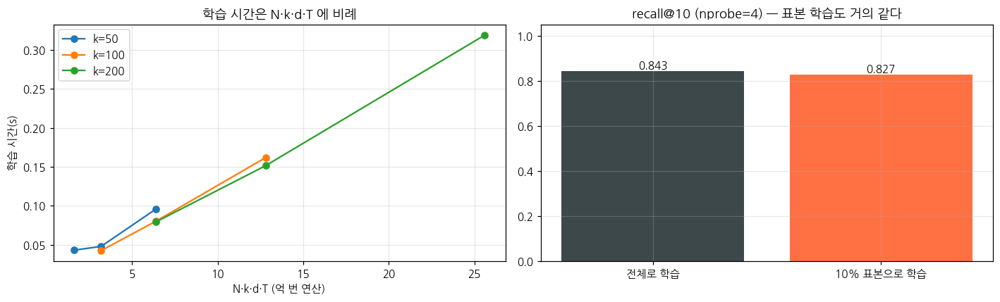 학습 시간은 N·k·d·T 에 비례
k=50
k=100
k=200
0.30
0.25
0.20
0.15
0.10
0.05
학습 시간(s)
5
10
15
20
25
N·k·d·T (억 번 연산)
recall@10 (nprobe=4) — 표본 학습도 거의 같다
1.0
0.8
0.6
0.4
0.2
0.0
0.843
0.827
전체로 학습
10% 표본으로 학습